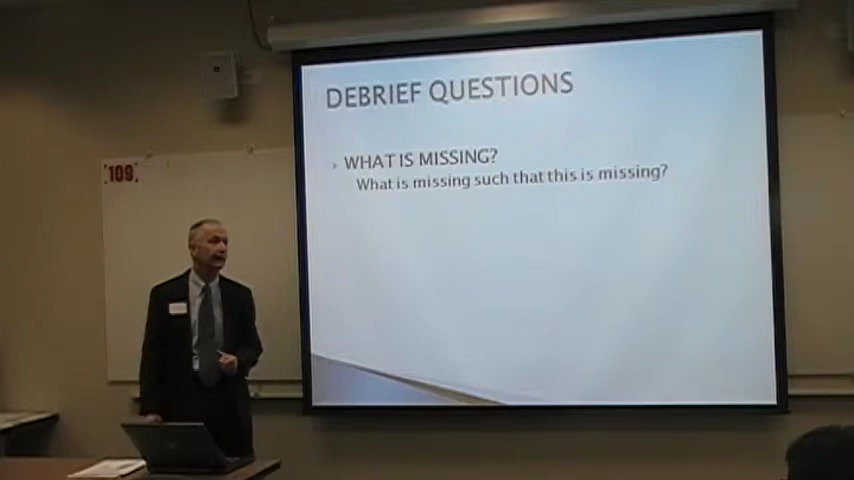 DEBRIEF QUESTIONS
WHAT IS MISSING?
What is missing such that this is missing?
109